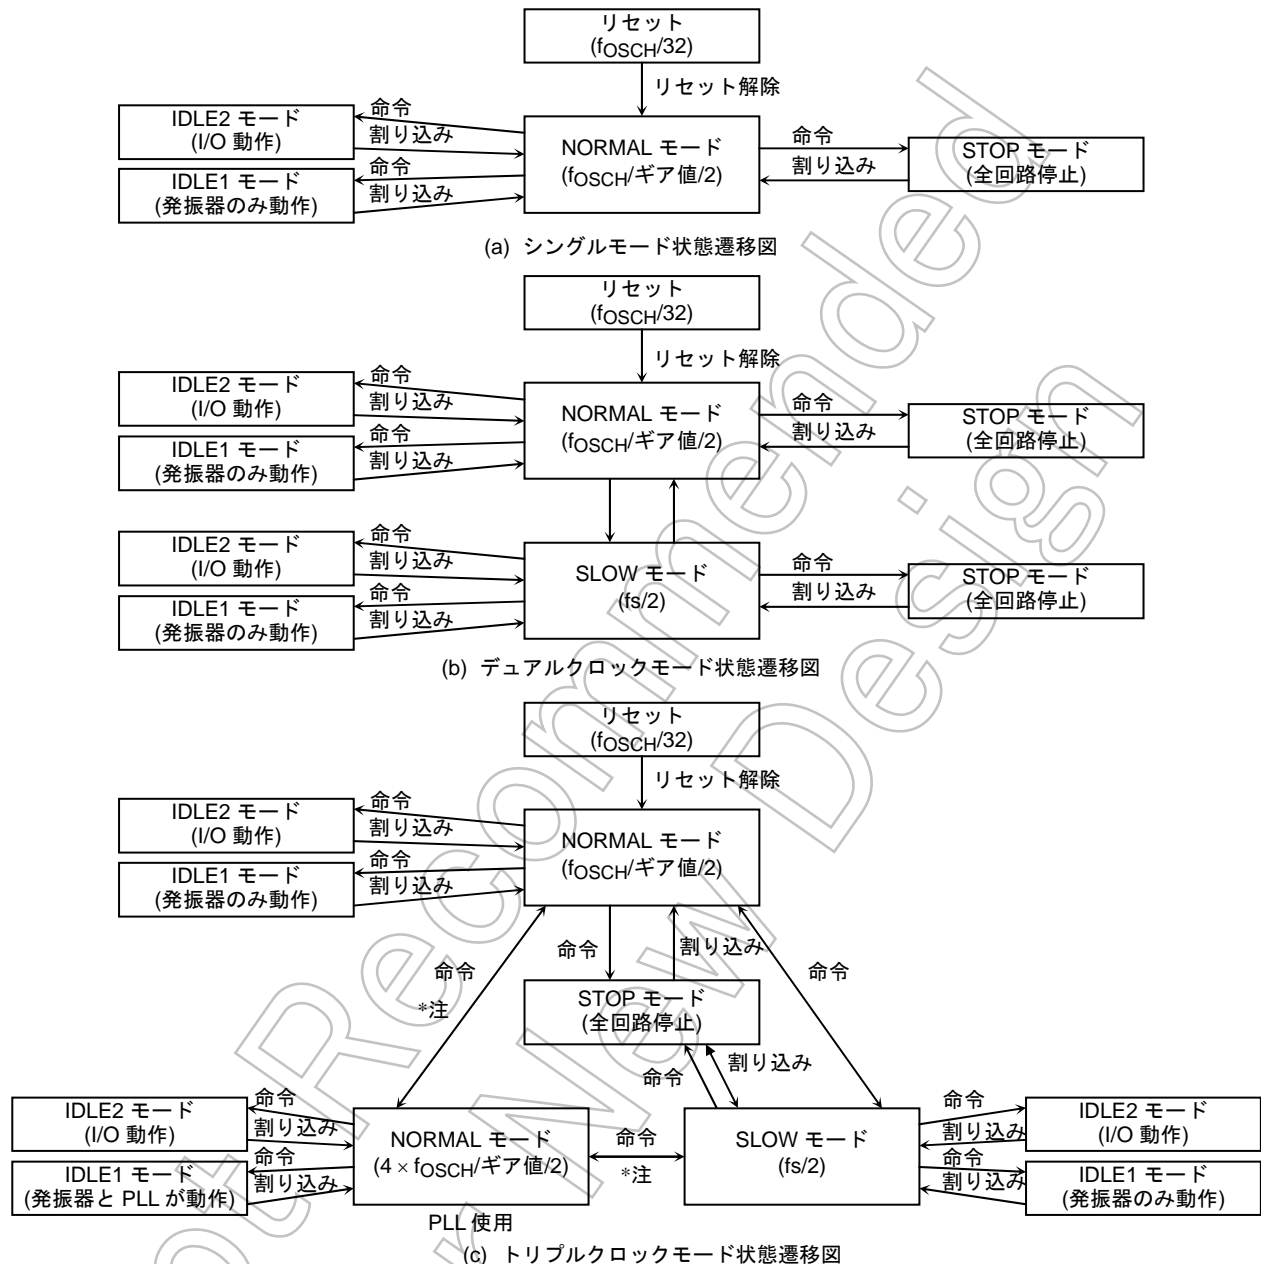 リセット
(fOSCH/32)
リセット解除
IDLE2 モード
(I/O 動作)
命令
割り込み
IDLE1 モード
(発振器のみ動作)
命令
割り込み
NORMAL モード
(fOSCH/ギア値/2)
命令
割り込み
STOP モード
(全回路停止)
(a) シングルモード状態遷移図
リセット
(fOSCH/32)
リセット解除
IDLE2 モード
(I/O 動作)
命令
割り込み
IDLE1 モード
(発振器のみ動作)
命令
割り込み
NORMAL モード
(fOSCH/ギア値/2)
命令
割り込み
STOP モード
(全回路停止)
IDLE2 モード
(I/O 動作)
命令
割り込み
IDLE1 モード
(発振器のみ動作)
命令
割り込み
SLOW モード
(fs/2)
命令
割り込み
STOP モード
(全回路停止)
(b) デュアルクロックモード状態遷移図
リセット
(fOSCH/32)
リセット解除
IDLE2 モード
(I/O 動作)
命令
割り込み
IDLE1 モード
(発振器のみ動作)
命令
割り込み
NORMAL モード
(fOSCH/ギア値/2)
命令
*注
命令
割り込み
命令
STOP モード
(全回路停止)
命令
割り込み
IDLE2 モード
(I/O 動作)
命令
割り込み
IDLE1 モード
(発振器と PLL が動作)
命令
割り込み
NORMAL モード
(4 × fOSCH/ギア値/2)
PLL 使用
命令
*注
SLOW モード
(fs/2)
命令
割り込み
命令
割り込み
IDLE2 モード
(I/O 動作)
IDLE1 モード
(発振器のみ動作)
(c) トリプルクロックモード状態遷移図
Not Recommended
for New Design